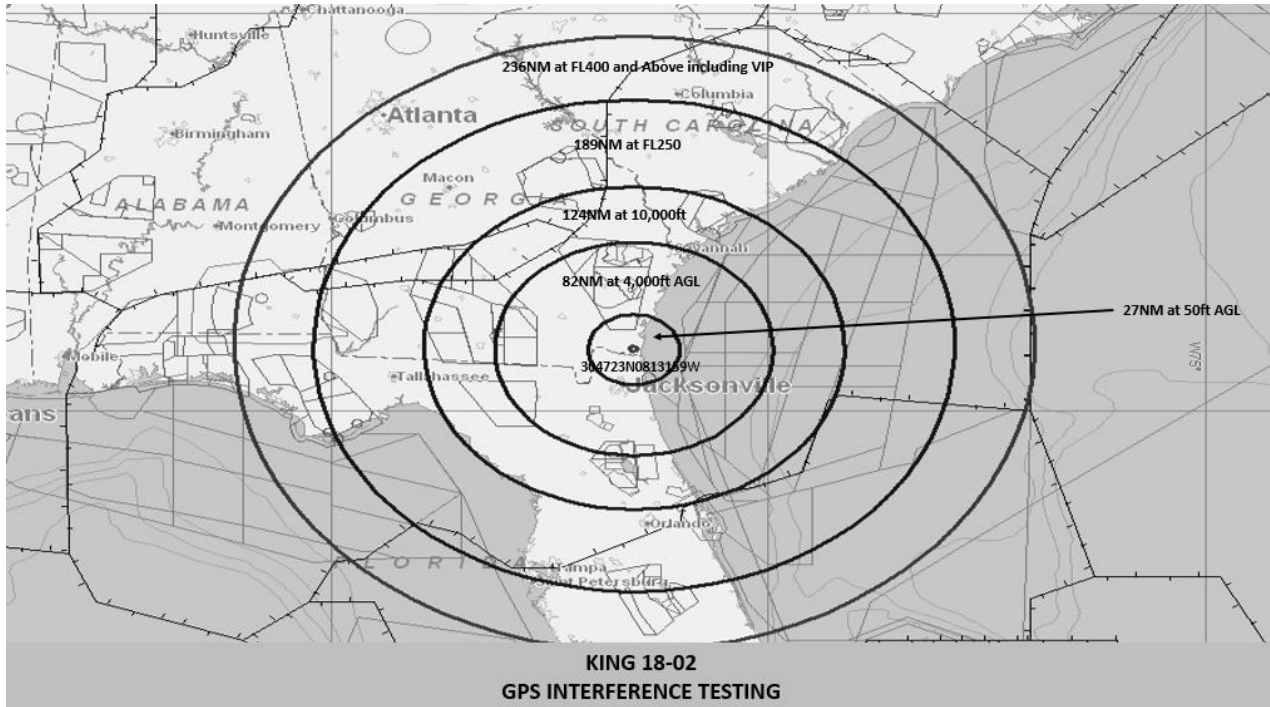 Chattanooga
Huntsville
236NM at FL400 and Above including VIP
Columbia
Atlanta
SOUTH CAROLINA
Birmingham
189NM at FL250
Macon
GEORGIA
ALABAMA
Columbus
124NM at 10,000ft
Montgomery
Savannah
82NM at 4,000ft AGL
27NM at 50ft AGL
Mobile
W75°
304723N0813159W
Tallahassee
Jacksonville
ans
Orlando
FLORIDA
Tampa
Saint Petersburg
KING 18-02
GPS INTERFERENCE TESTING